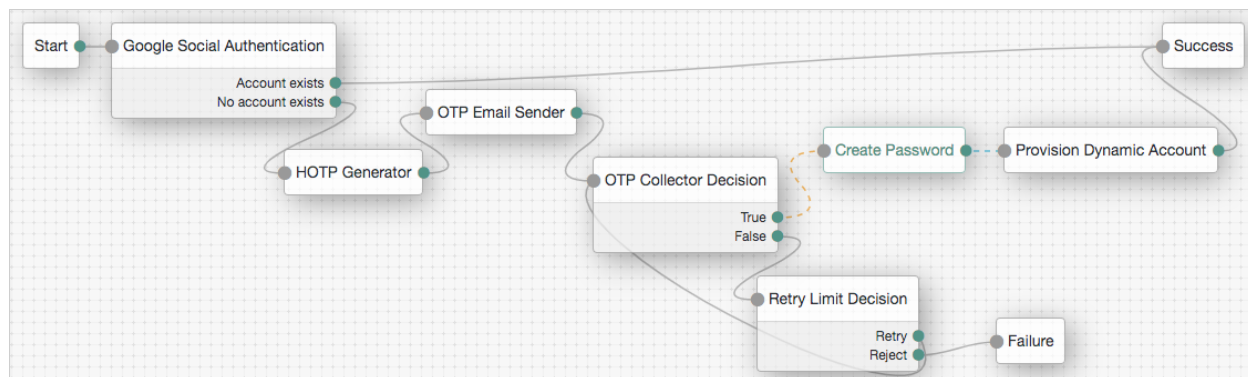 Start
Google Social Authentication
Account exists
No account exists
HOTP Generator
OTP Email Sender
OTP Collector Decision
True
False
Create Password
Provision Dynamic Account
Success
Retry Limit Decision
Retry
Reject
Failure